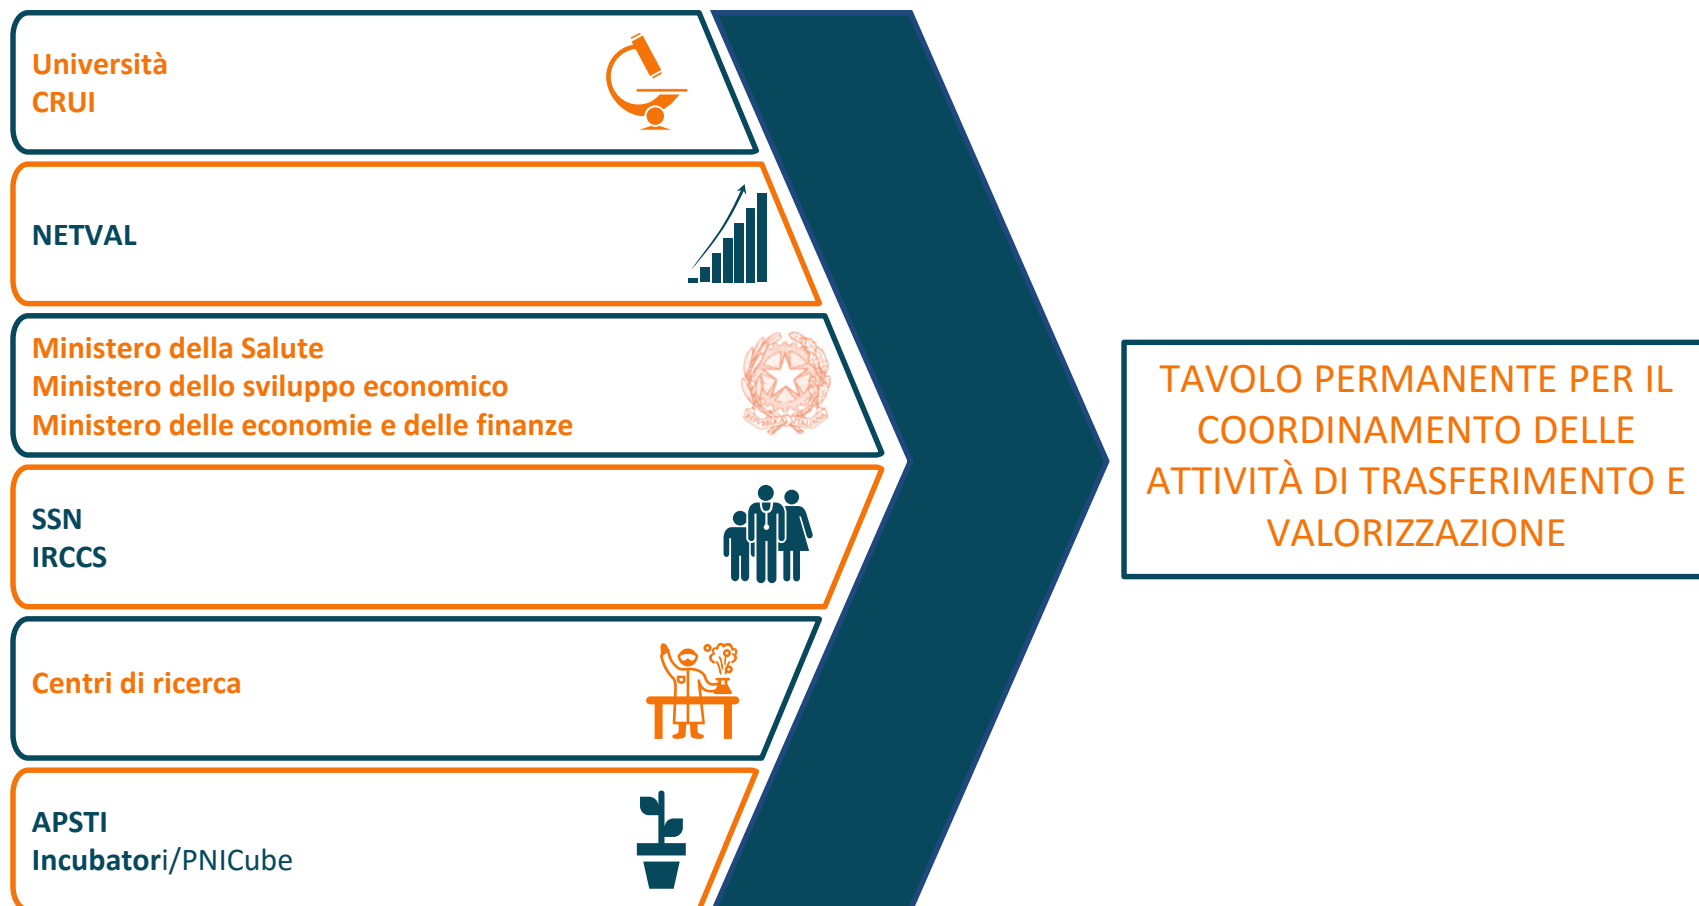 Università
CRUI
NETVAL
Ministero della Salute
Ministero dello sviluppo economico
Ministero delle economie e delle finanze
SSN
IRCCS
Centri di ricerca
APSTI
Incubatori/PNICube
TAVOLO PERMANENTE PER IL
COORDINAMENTO DELLE
ATTIVITÀ DI TRASFERIMENTO E
VALORIZZAZIONE